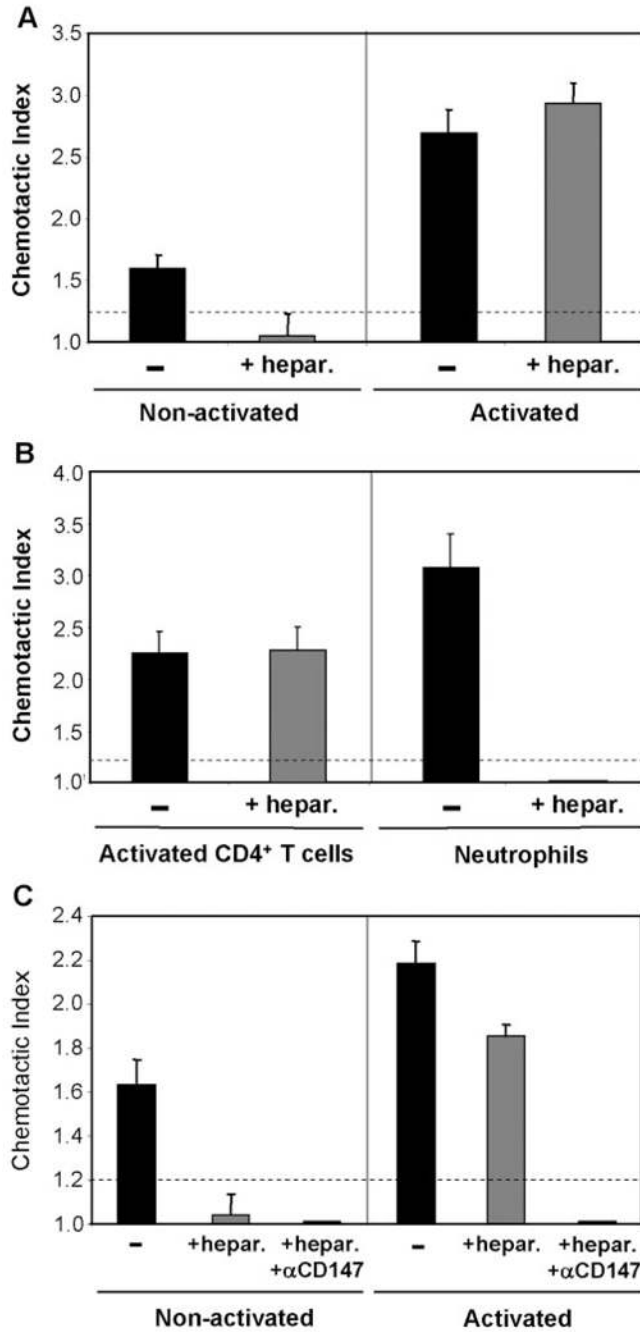 A
Chemotactic Index
3.5
3.0
2.5
2.0
1.5
1.0
– + hepar. – + hepar.
Non-activated Activated
B
Chemotactic Index
4.0
3.5
3.0
2.5
2.0
1.5
1.0
– + hepar. – + hepar.
Activated CD4⁺ T cells Neutrophils
C
Chemotactic Index
2.4
2.2
2.0
1.8
1.6
1.4
1.2
1.0
– +hepar. +hepar. – +hepar. +hepar.
+αCD147 +αCD147
Non-activated Activated